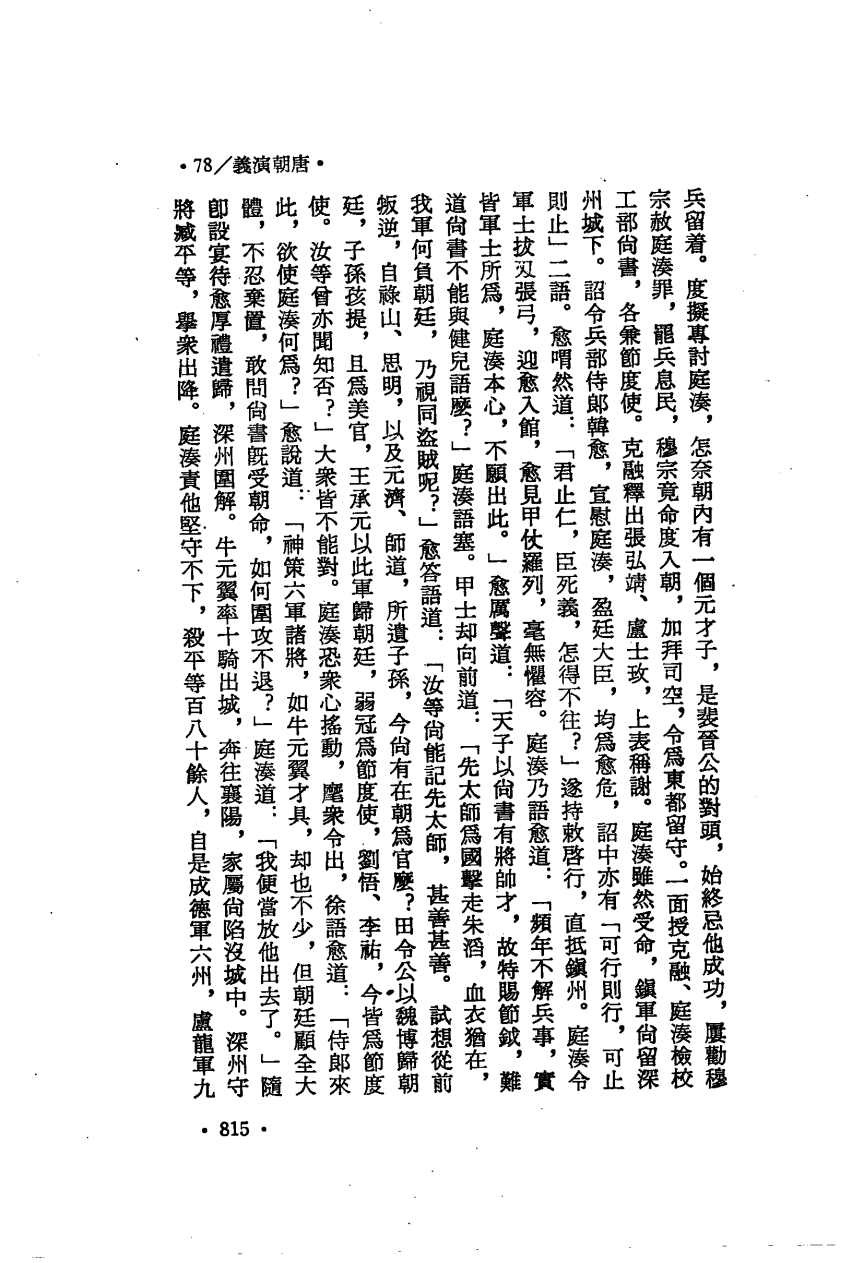 •唐朝演義／78•
兵留着。度擬專討庭湊，怎奈朝內有一個元才子，是裴晉公的對頭，始終忌他成功，屢勸穆
宗赦庭湊罪，罷兵息民，穆宗竟命度入朝，加拜司空，令爲東都留守。一面授克融、庭湊檢校
工部尙書，各兼節度使。克融釋出張弘靖、盧士玫，上表稱謝。庭湊雖然受命，鎭軍尙留深
州城下。詔令兵部侍郞韓愈，宣慰庭湊，盈廷大臣，均爲愈危，詔中亦有「可行則行，可止
則止」二語。愈喟然道：「君止仁，臣死義，怎得不往？」遂持敕啓行，直抵鎭州。庭湊令
軍士拔刃張弓，迎愈入館，愈見甲仗羅列，毫無懼容。庭湊乃語愈道：「頻年不解兵事，實
皆軍士所爲，庭湊本心，不願出此。」愈厲聲道：「天子以尙書有將帥才，故特賜節鉞，難
道尙書不能與健兒語麼？」庭湊語塞。甲士却向前道：「先太師爲國擊走朱滔，血衣猶在，
我軍何負朝廷，乃視同盜賊呢？」愈答語道：「汝等尙能記先太師，甚善甚善。試想從前
叛逆，自祿山、思明，以及元濟、師道，所遺子孫，今尙有在朝爲官麼？田令公以魏博歸朝
廷，子孫孩提，且爲美官，王承元以此軍歸朝廷，弱冠爲節度使，劉悟、李祐，今皆爲節度
使。汝等曾亦聞知否？」大衆皆不能對。庭湊恐衆心搖動，麾衆令出，徐語愈道：「侍郞來
此，欲使庭湊何爲？」愈說道：「神策六軍諸將，如牛元翼才具，却也不少，但朝廷顧全大
體，不忍棄置，敢問尙書旣受朝命，如何圍攻不退？」庭湊道：「我便當放他出去了。」隨
卽設宴待愈厚禮遣歸，深州圍解。牛元翼率十騎出城，奔往襄陽，家屬尙陷沒城中。深州守
將臧平等，舉衆出降。庭湊責他堅守不下，殺平等百八十餘人，自是成德軍六州，盧龍軍九
•815•